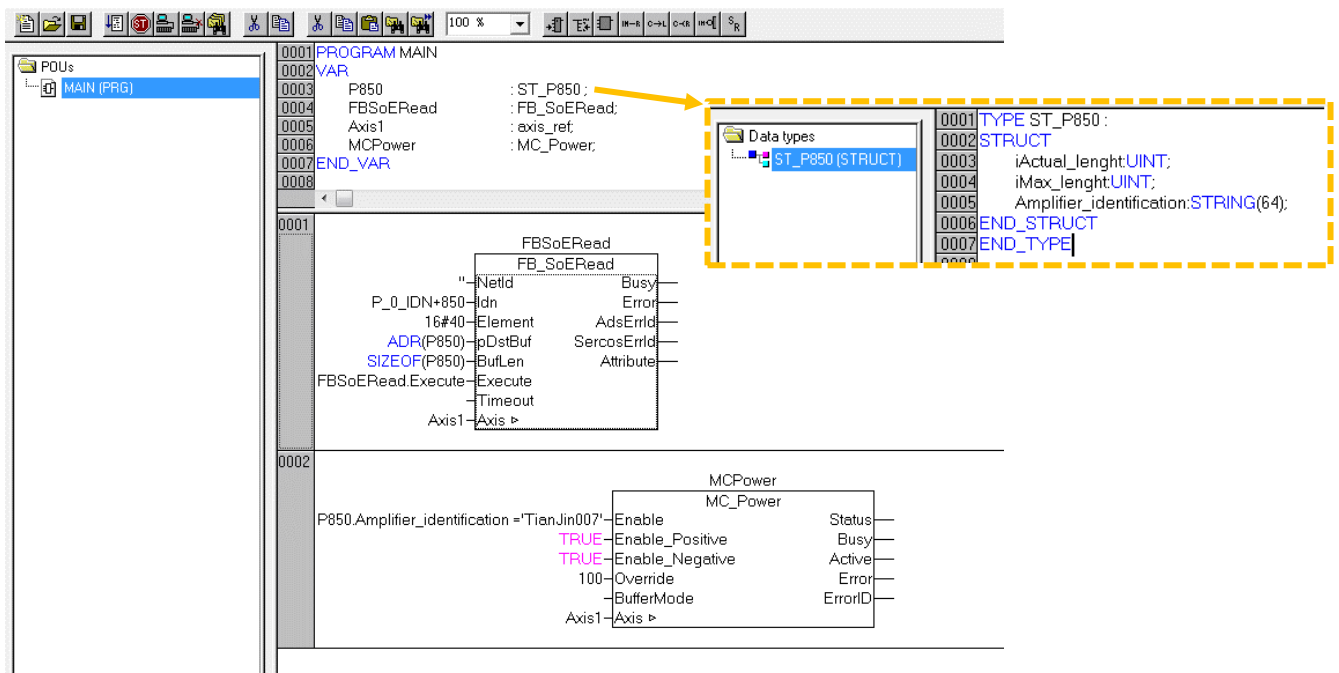 100 %
IM-R C→L O-<R IM-O[ S R
POUs
MAIN (PRG)
0001 PROGRAM MAIN
0002 VAR
0003 P850 : ST_P850 ;
0004 FBSoERead : FB_SoERead;
0005 Axis1 : axis_ref;
0006 MCPower : MC_Power;
0007 END_VAR
0008
Data types
ST_P850 (STRUCT)
0001 TYPE ST_P850 :
0002 STRUCT
0003 iActual_lenght:UINT;
0004 iMax_lenght:UINT;
0005 Amplifier_identification:STRING(64);
0006 END_STRUCT
0007 END_TYPE
0001
FBSoERead
FB_SoERead
'' NetId Busy
P_0_IDN+850 Idn Error
16#40 Element AdsErrId
ADR(P850) pDstBuf SercosErrId
SIZEOF(P850) BufLen Attribute
FBSoERead.Execute Execute
Timeout
Axis1 Axis ▷
0002
MCPower
MC_Power
P850.Amplifier_identification ='TianJin007' Enable Status
TRUE Enable_Positive Busy
TRUE Enable_Negative Active
100 Override Error
BufferMode ErrorID
Axis1 Axis ▷